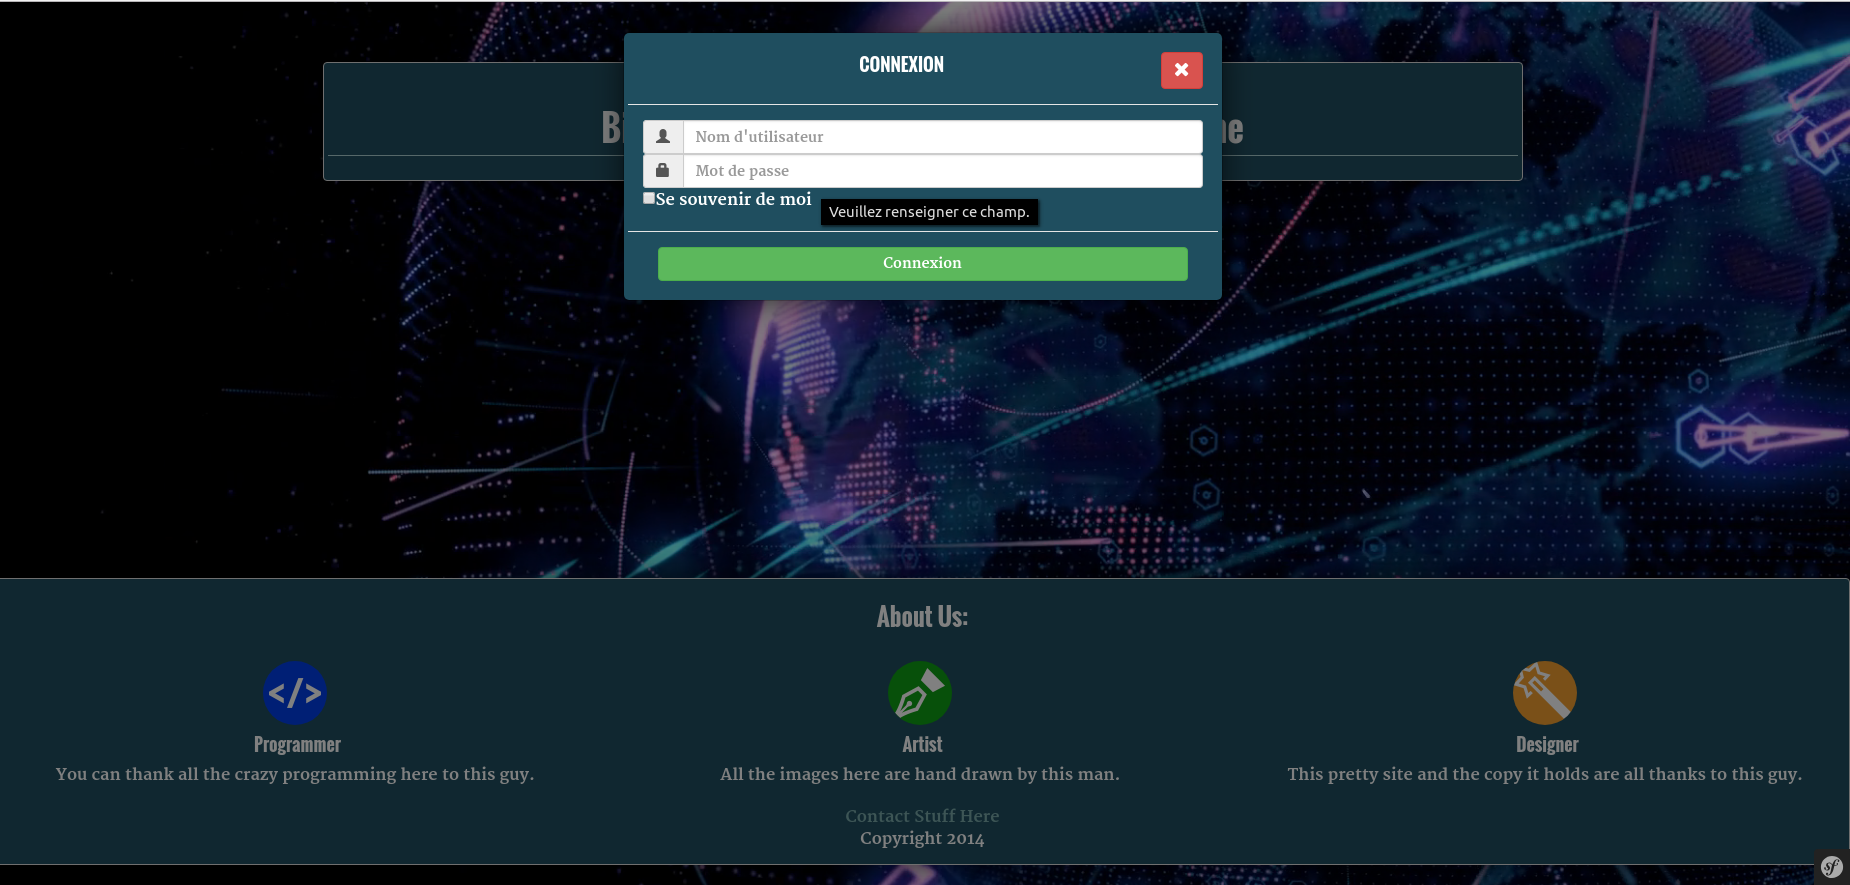 CONNEXION
Nom d'utilisateur
Mot de passe
Se souvenir de moi
Veuillez renseigner ce champ.
Connexion
About Us:
</>
Programmer
You can thank all the crazy programming here to this guy.
Artist
All the images here are hand drawn by this man.
Designer
This pretty site and the copy it holds are all thanks to this guy.
Contact Stuff Here
Copyright 2014
sf